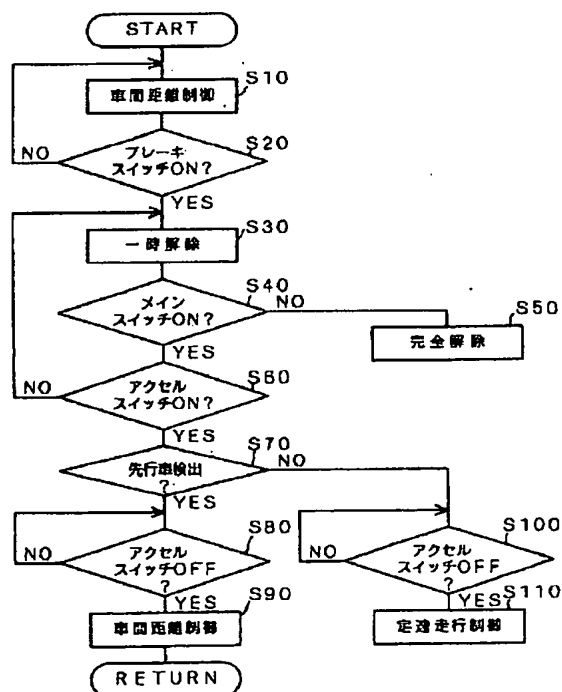 START
S10
車間距離制御
S20
NO
ブレーキ
スイッチON?
YES
S30
一時解除
S40
メイン
スイッチON?
NO
S50
完全解除
YES
S60
NO
アクセル
スイッチON?
YES
S70
先行車検出
?
NO
YES
S80
NO
アクセル
スイッチOFF
?
S100
NO
アクセル
スイッチOFF
?
YES
S90
車間距離制御
YES
S110
定速走行制御
RETURN